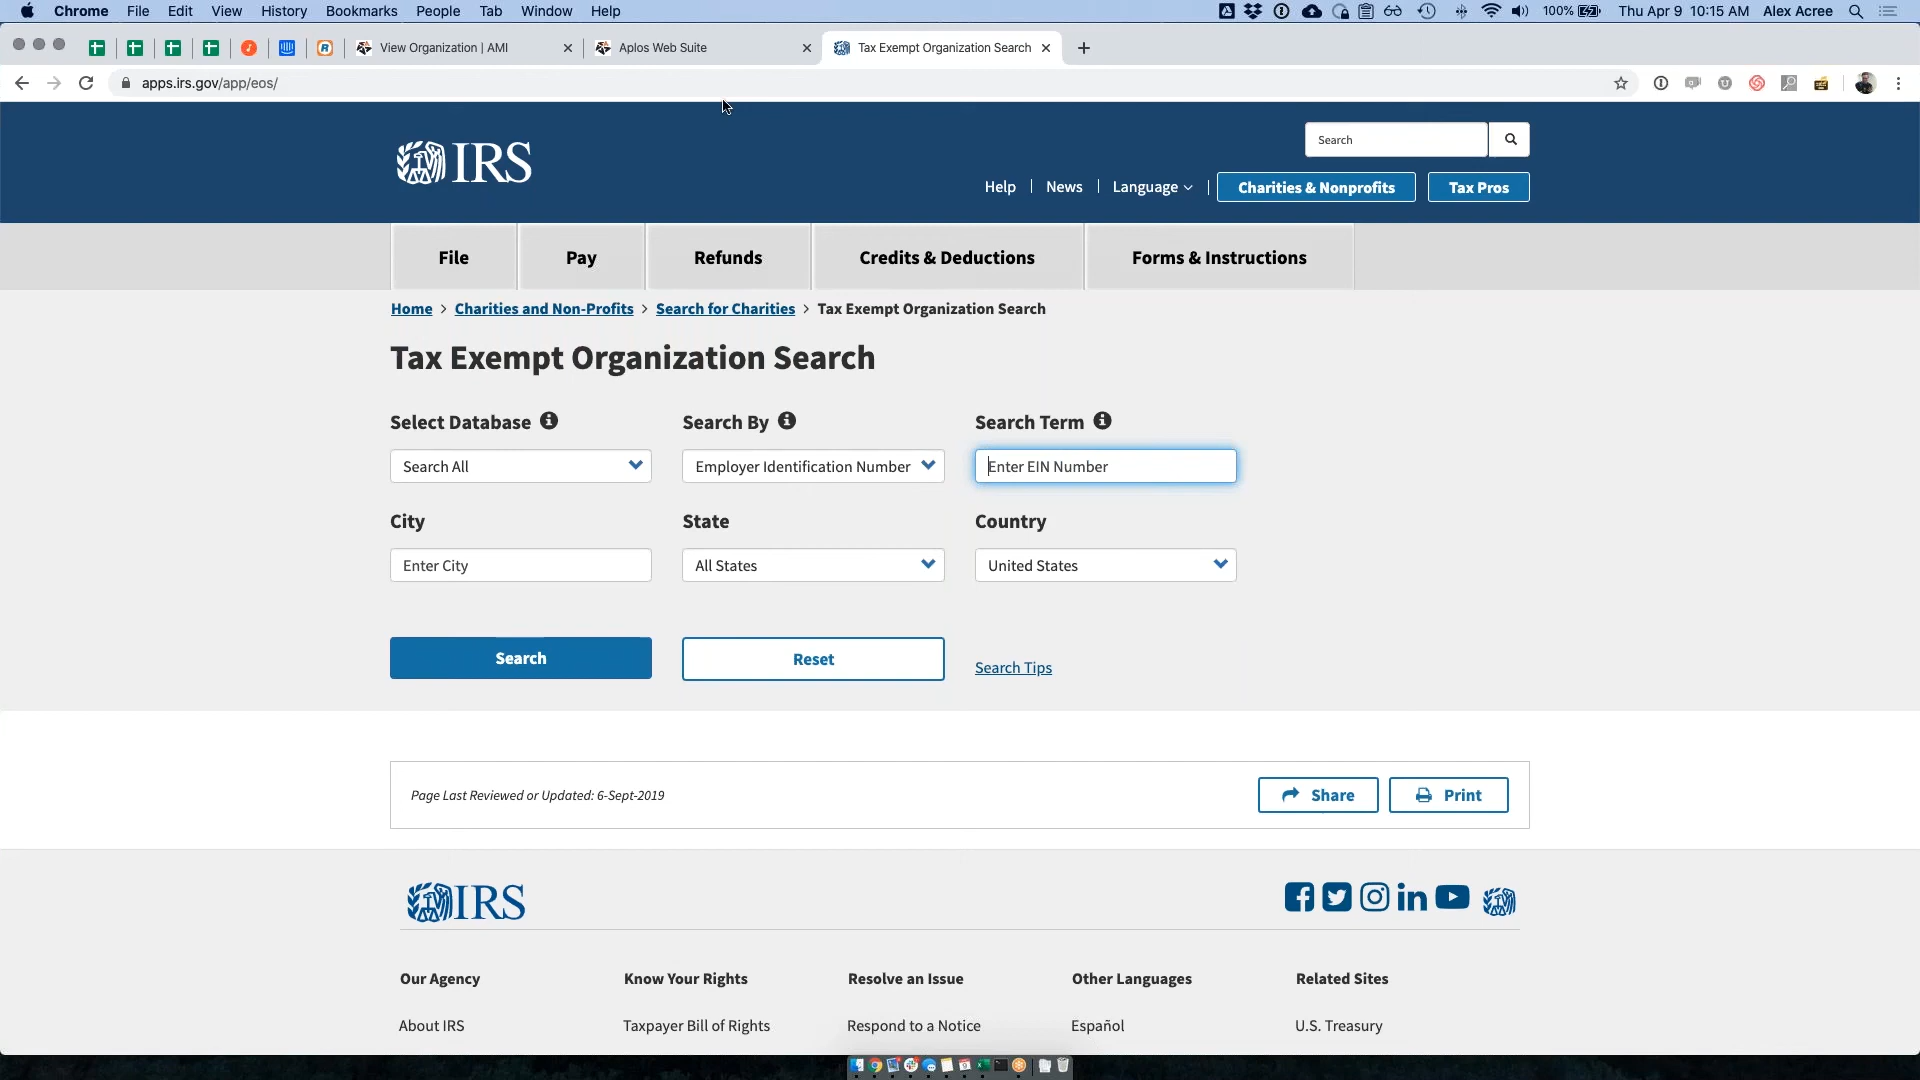 Chrome File Edit View History Bookmarks People Tab Window Help 100% Thu Apr 9 10:15 AM Alex Acree
View Organization | AMI Aplos Web Suite Tax Exempt Organization Search
apps.irs.gov/app/eos/
Search
IRS
Help News Language Charities & Nonprofits Tax Pros
File Pay Refunds Credits & Deductions Forms & Instructions
Home > Charities and Non-Profits > Search for Charities > Tax Exempt Organization Search
Tax Exempt Organization Search
Select Database Search By Search Term
Search All Employer Identification Number Enter EIN Number
City State Country
Enter City All States United States
Search Reset Search Tips
Page Last Reviewed or Updated: 6-Sept-2019 Share Print
IRS
Our Agency Know Your Rights Resolve an Issue Other Languages Related Sites
About IRS Taxpayer Bill of Rights Respond to a Notice Español U.S. Treasury